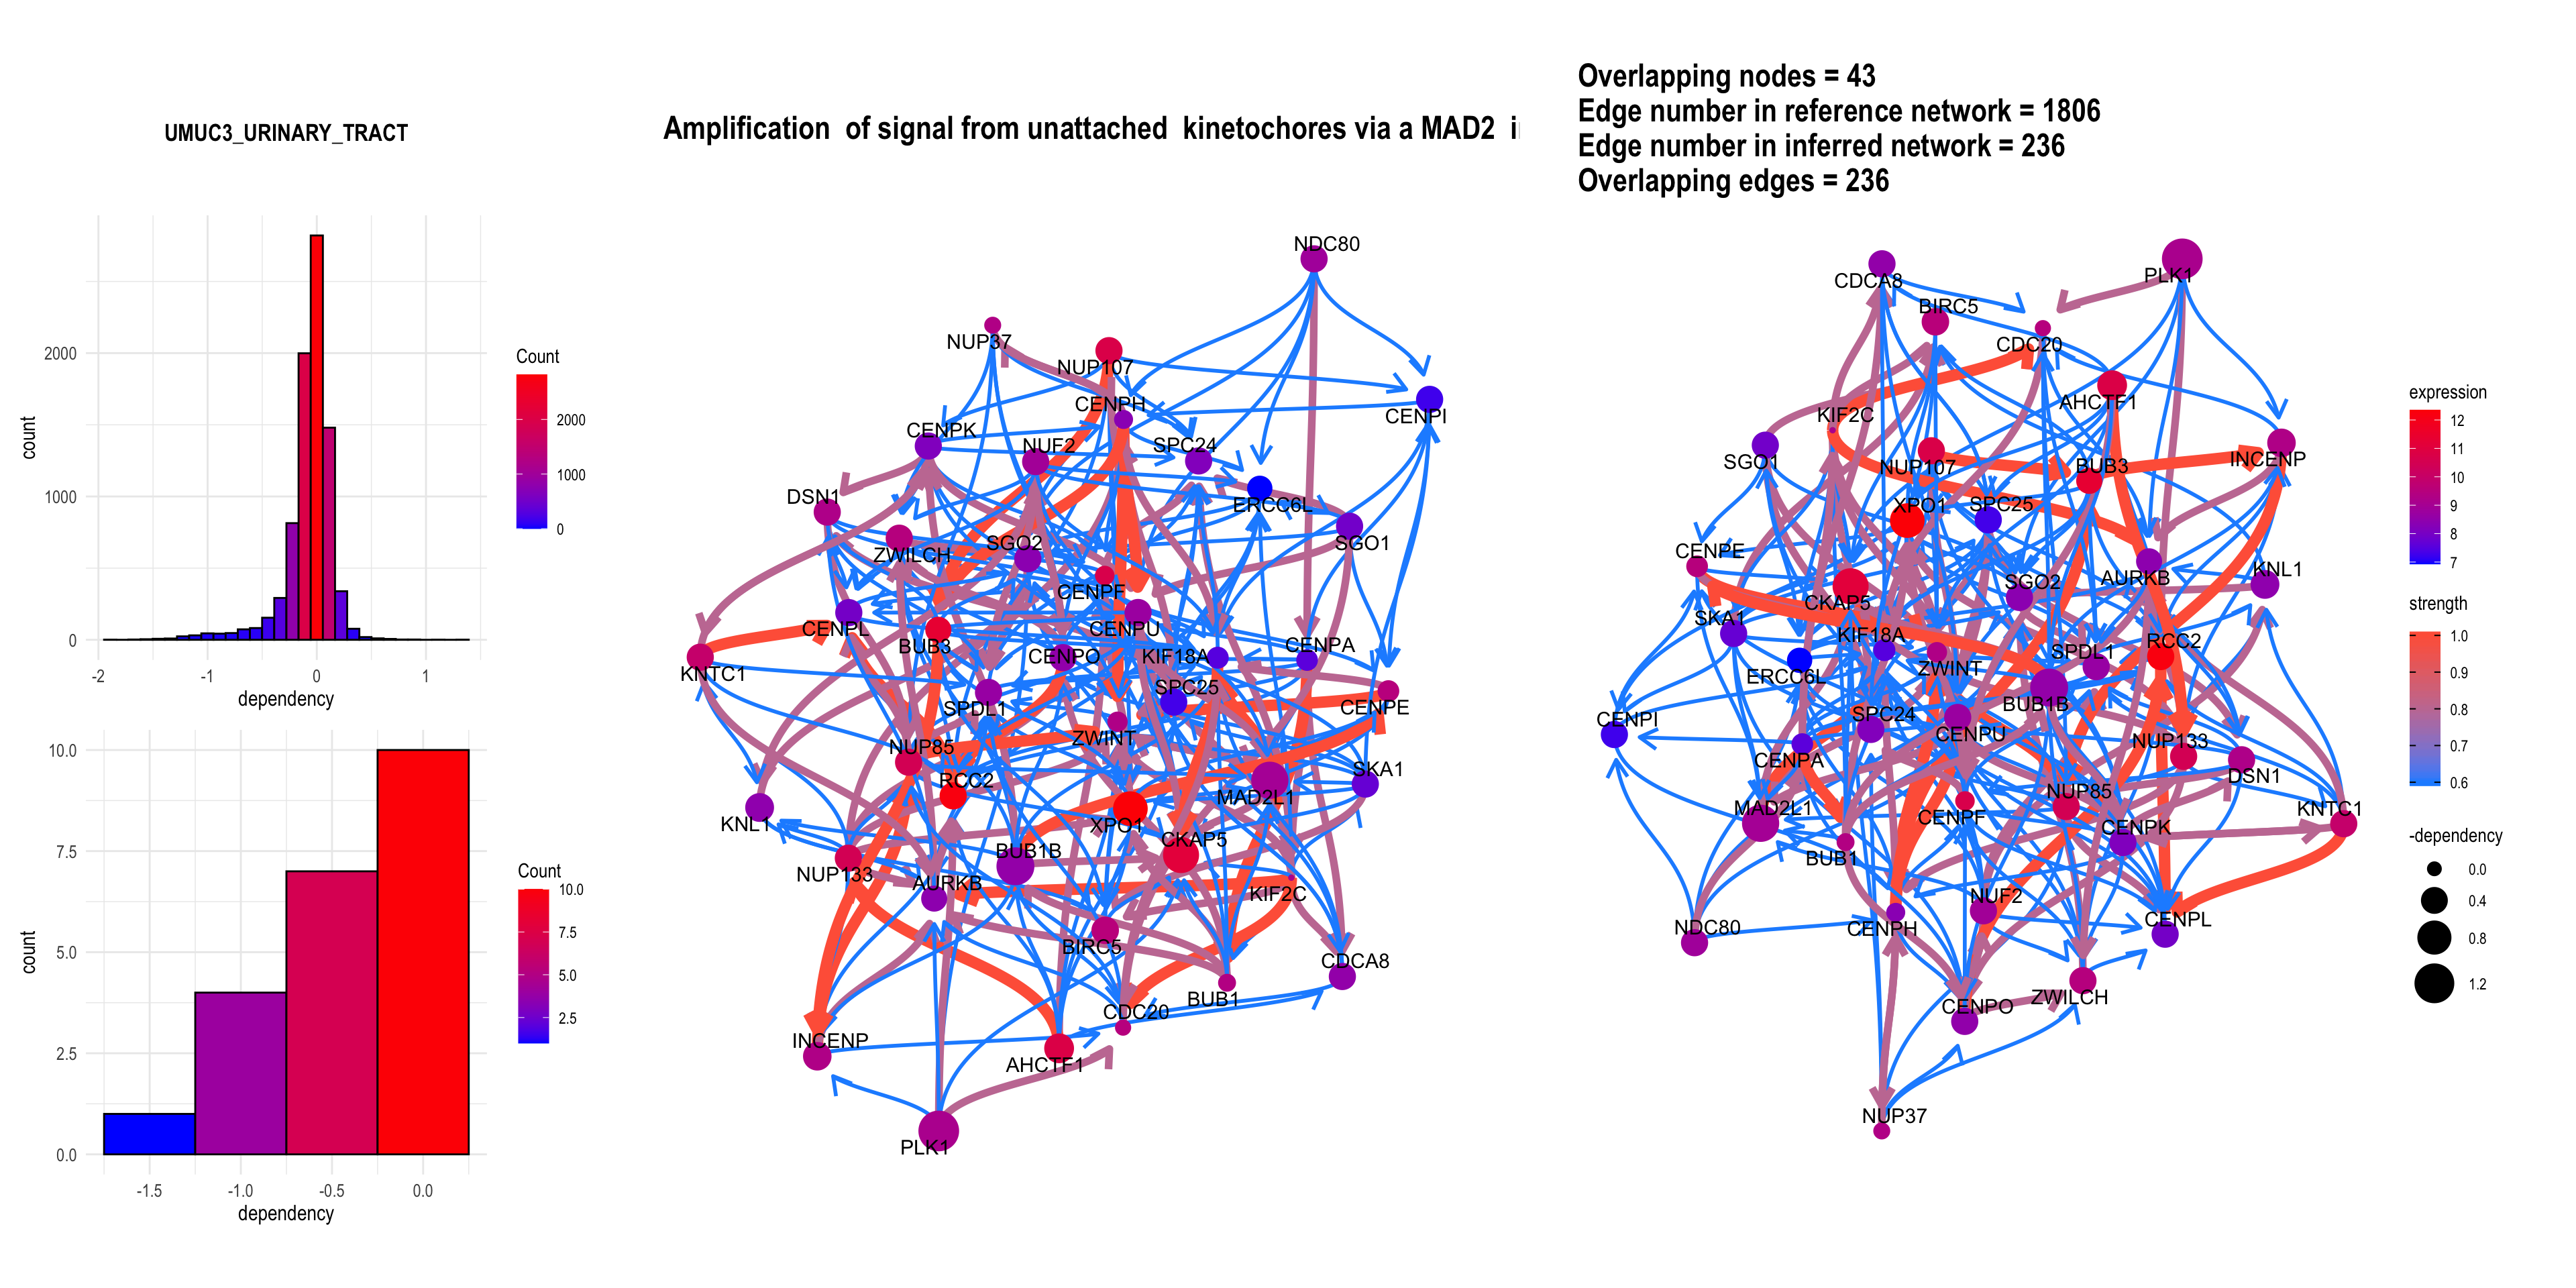 UMUC3_URINARY_TRACT
count
2000
1000
0
-2
-1
0
1
dependency
Count
2000
1000
0
count
10.0
7.5
5.0
2.5
0.0
-1.5
-1.0
-0.5
0.0
dependency
Count
10.0
7.5
5.0
2.5
Amplification of signal from unattached kinetochores via a MAD2
NDC80
NUP37
NUP107
CENPH
CENPI
CENPK
NUF2
SPC24
DSN1
ERCC6L
ZWILCH
SGO2
SGO1
CENPF
CENPL
CENPU
BUB3
CENPO
KIF18A
CENPA
KNTC1
SPC25
SPDL1
CENPE
ZWINT
NUP85
RCC2
SKA1
MAD2L1
KNL1
XPO1
CKAP5
BUB1B
NUP133
AURKB
KIF2C
BIRC5
CDCA8
BUB1
CDC20
INCENP
AHCTF1
PLK1
Overlapping nodes = 43
Edge number in reference network = 1806
Edge number in inferred network = 236
Overlapping edges = 236
CDCA8
PLK1
BIRC5
CDC20
AHCTF1
KIF2C
SGO1
NUP107
BUB3
INCENP
XPO1
SPC25
CENPE
SGO2
AURKB
KNL1
CKAP5
SKA1
KIF18A
RCC2
SPDL1
ERCC6L
ZWINT
BUB1B
CENPI
SPC24
CENPU
NUP133
CENPA
DSN1
NUP85
MAD2L1
CENPF
CENPK
KNTC1
BUB1
NUF2
NDC80
CENPH
CENPL
CENPO
ZWILCH
NUP37
expression
12
11
10
9
8
7
strength
1.0
0.9
0.8
0.7
0.6
-dependency
0.0
0.4
0.8
1.2